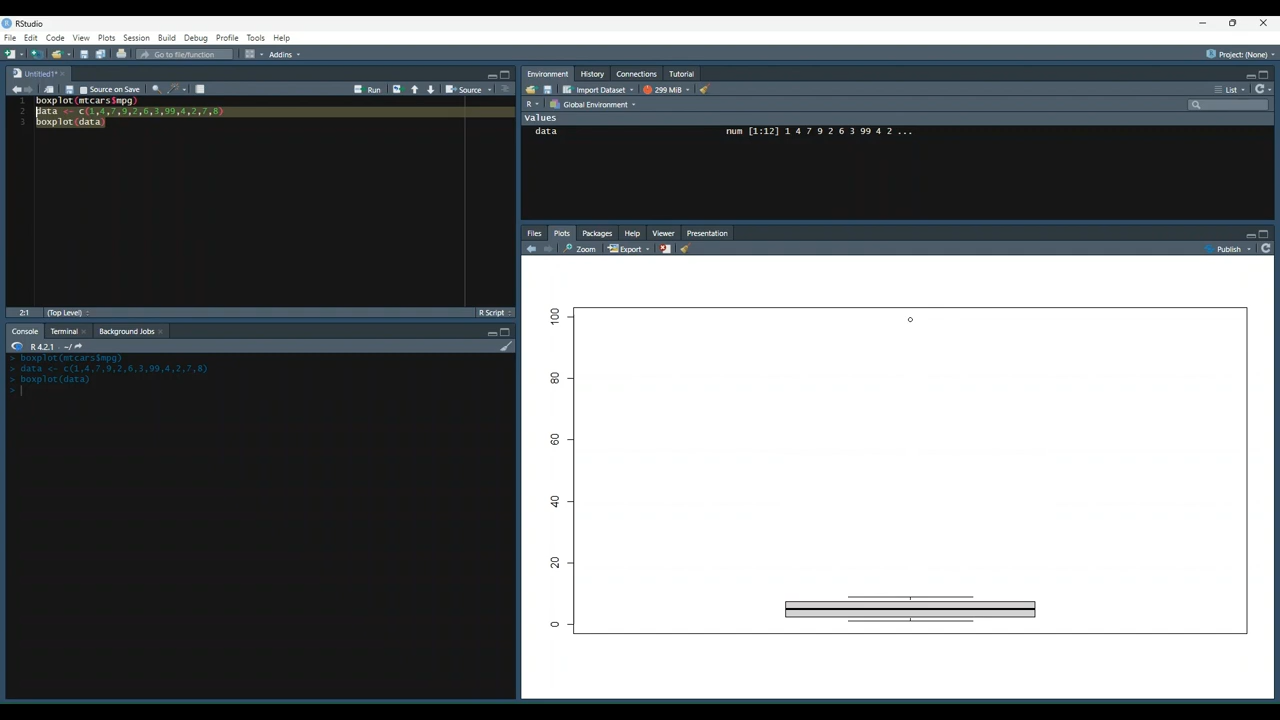 RStudio
File Edit Code View Plots Session Build Debug Profile Tools Help
Go to file/function Addins Project: (None)
Untitled1*
Source on Save Run Source
1 boxplot(mtcars$mpg)
2 data <- c(1,4,7,9,2,6,3,99,4,2,7,8)
3 boxplot(data)
2:1 (Top Level) R Script
Console Terminal Background Jobs
R 4.2.1 · ~/
> boxplot(mtcars$mpg)
> data <- c(1,4,7,9,2,6,3,99,4,2,7,8)
> boxplot(data)
>
Environment History Connections Tutorial
Import Dataset 299 MiB List
R Global Environment
Values
data num [1:12] 1 4 7 9 2 6 3 99 4 2 ...
Files Plots Packages Help Viewer Presentation
Zoom Export Publish
100
80
60
40
20
0